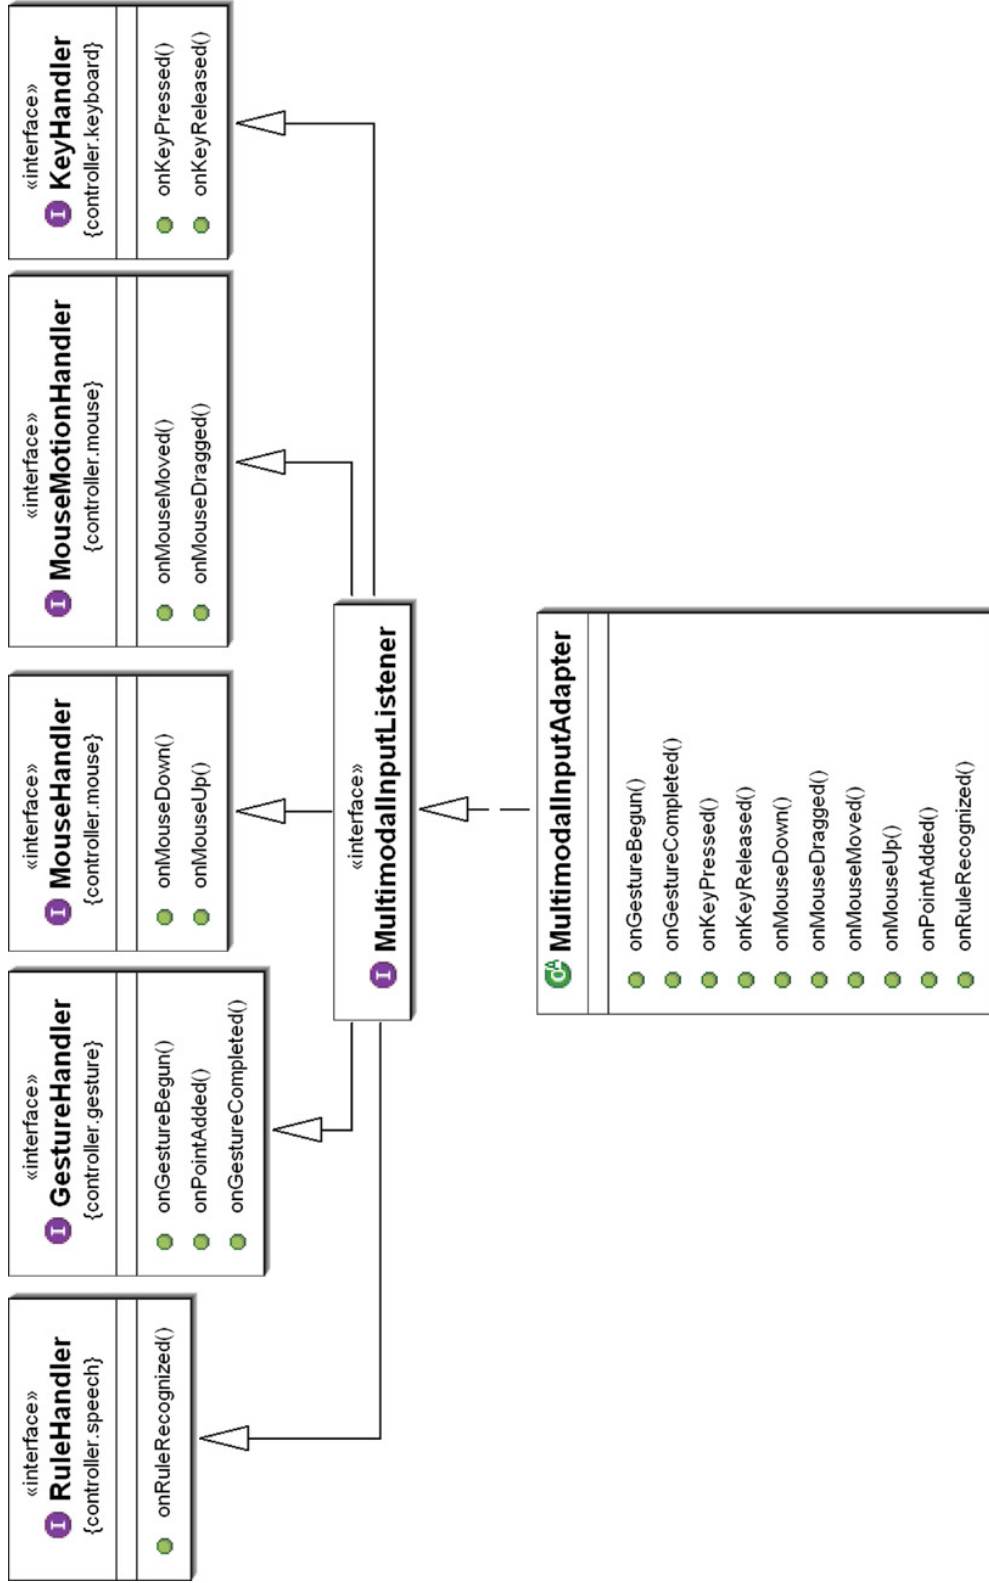 «interface»
I RuleHandler
{controller.speech}
onRuleRecognized()
«interface»
I GestureHandler
{controller.gesture}
onGestureBegun()
onPointAdded()
onGestureCompleted()
«interface»
I MouseHandler
{controller.mouse}
onMouseDown()
onMouseUp()
«interface»
I MouseMotionHandler
{controller.mouse}
onMouseMoved()
onMouseDragged()
«interface»
I KeyHandler
{controller.keyboard}
onKeyPressed()
onKeyReleased()
«interface»
I MultimodalInputListener
MultimodalInputAdapter
onGestureBegun()
onGestureCompleted()
onKeyPressed()
onKeyReleased()
onMouseDown()
onMouseDragged()
onMouseMoved()
onMouseUp()
onPointAdded()
onRuleRecognized()